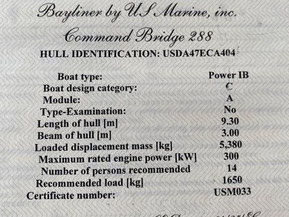 Bayliner by US Marine, inc.
Command Bridge 288
HULL IDENTIFICATION: USDA47ECA404
Boat type: Power IB
Boat design category: C
Module: A
Type-Examination: No
Length of hull [m] 9.30
Beam of hull [m] 3.00
Loaded displacement mass [kg] 5,380
Maximum rated engine power [kW] 300
Number of persons recommended 14
Recommended load [kg] 1650
Certificate number: USM033